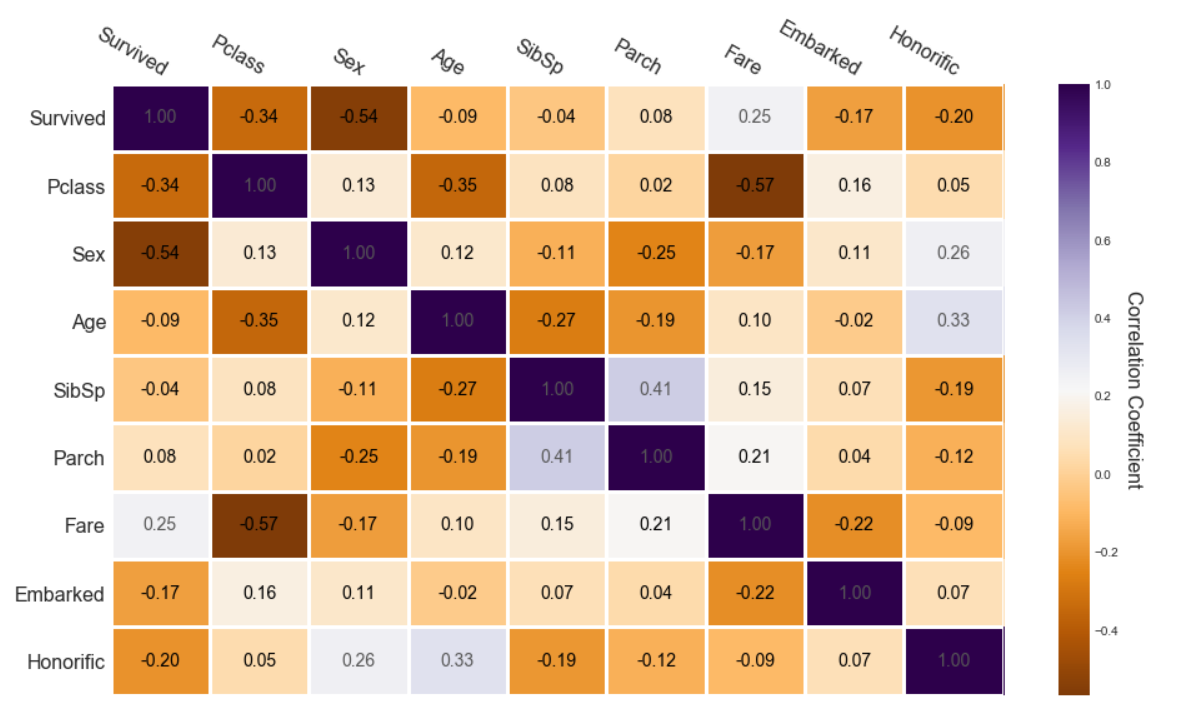 Survived Pclass Sex Age SibSp Parch Fare Embarked Honorific
Survived 1.00 -0.34 -0.54 -0.09 -0.04 0.08 0.25 -0.17 -0.20
Pclass -0.34 1.00 0.13 -0.35 0.08 0.02 -0.57 0.16 0.05
Sex -0.54 0.13 1.00 0.12 -0.11 -0.25 -0.17 0.11 0.26
Age -0.09 -0.35 0.12 1.00 -0.27 -0.19 0.10 -0.02 0.33
SibSp -0.04 0.08 -0.11 -0.27 1.00 0.41 0.15 0.07 -0.19
Parch 0.08 0.02 -0.25 -0.19 0.41 1.00 0.21 0.04 -0.12
Fare 0.25 -0.57 -0.17 0.10 0.15 0.21 1.00 -0.22 -0.09
Embarked -0.17 0.16 0.11 -0.02 0.07 0.04 -0.22 1.00 0.07
Honorific -0.20 0.05 0.26 0.33 -0.19 -0.12 -0.09 0.07 1.00
1.0
0.8
0.6
0.4
0.2
0.0
−0.2
−0.4
Correlation Coefficient